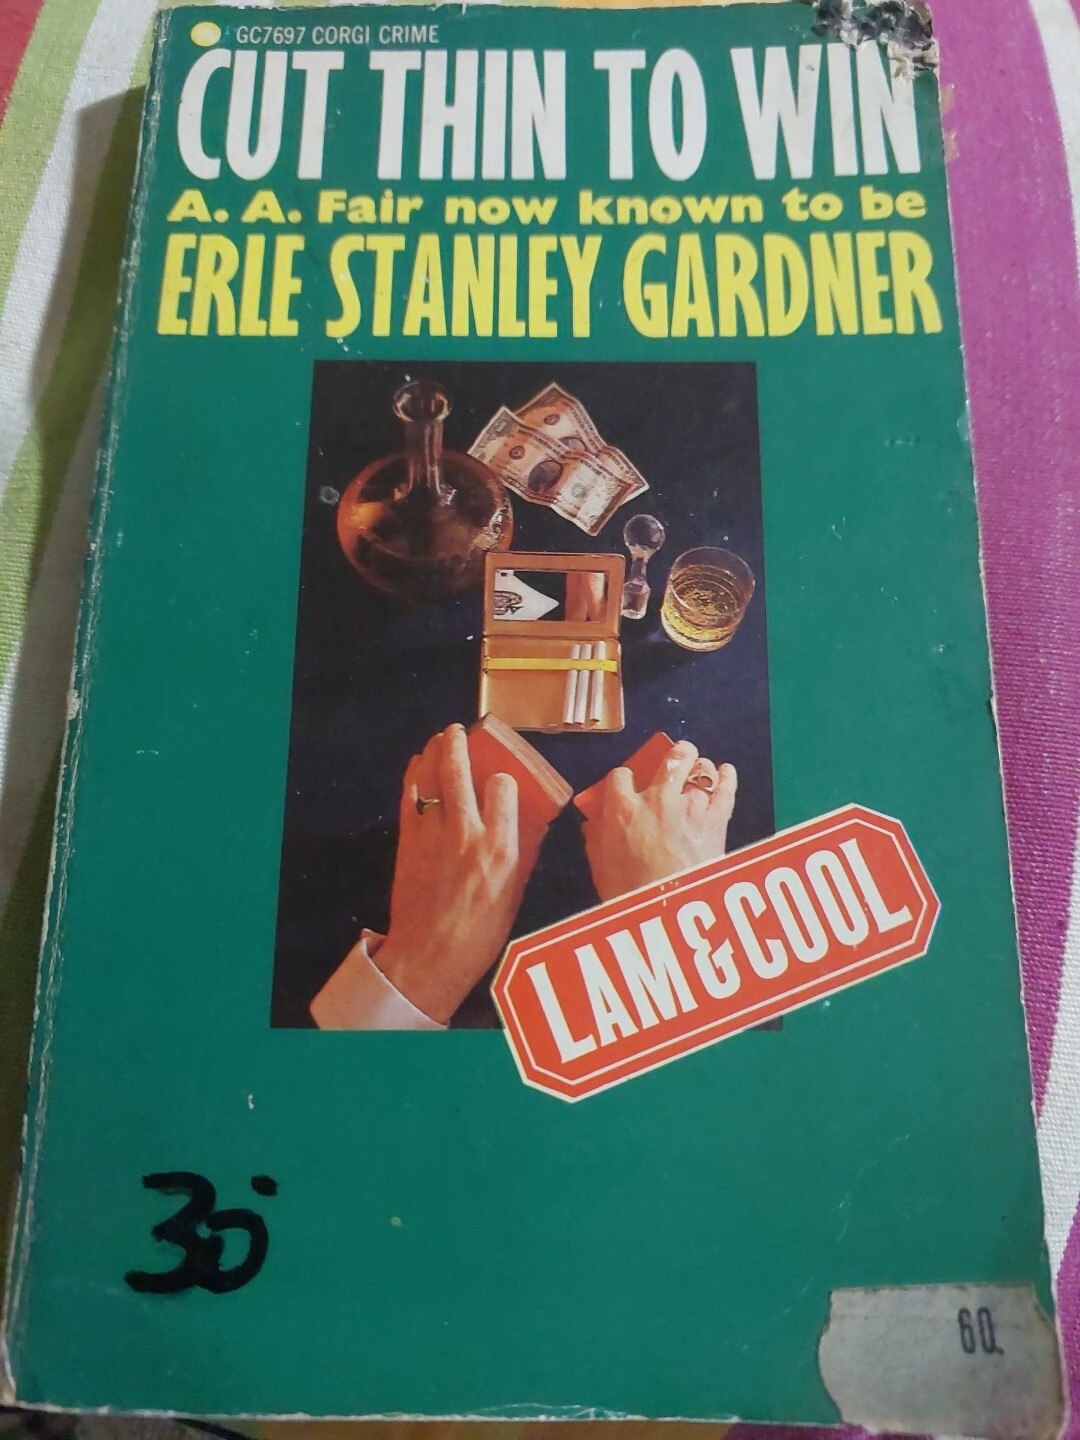 GC7697 CORGI CRIME
CUT THIN TO WIN
A. A. Fair now known to be
ERLE STANLEY GARDNER
LAM & COOL
30
60.